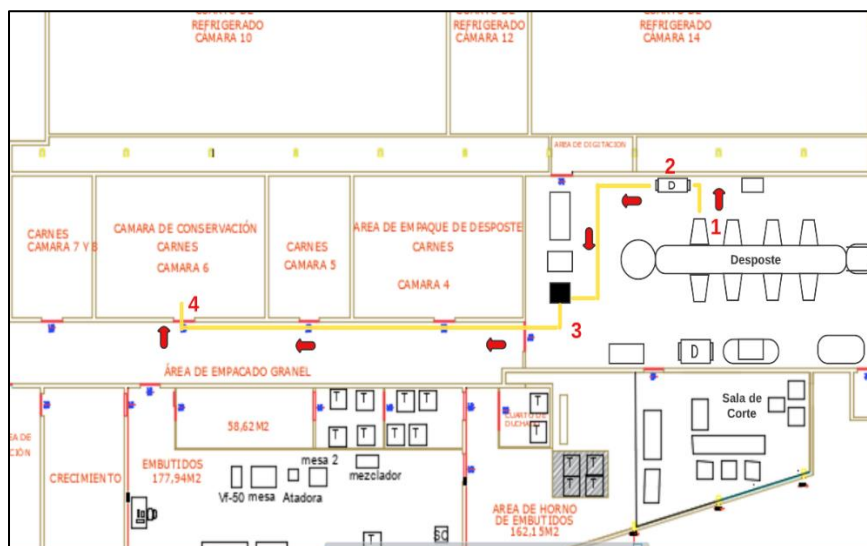 REFRIGERADO
CÁMARA 10
REFRIGERADO
CÁMARA 12
REFRIGERADO
CÁMARA 14
AREA DE DIGITACION
2
D
1
CARNES
CAMARA 7 Y 8
CAMARA DE CONSERVACIÓN
CARNES
CAMARA 6
CARNES
CAMARA 5
AREA DE EMPAQUE DE DESPOSTE
CARNES
CAMARA 4
Desposte
4
3
D
ÁREA DE EMPACADO GRANEL
58,62M2
T
T
T
T
T
T
T
T
CUARTO DE
T
T
Sala de
Corte
CRECIMIENTO
EMBUTIDOS
177,94M2
mesa 2
Vf-50
mesa
Atadora
mezclador
T
T
T
T
AREA DE HORNO
DE EMBUTIDOS
162,15M2
T
SC